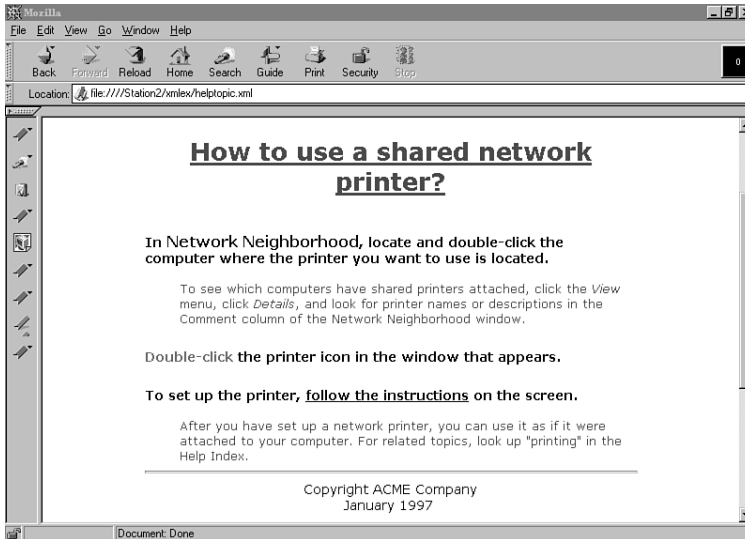 Mozilla
File Edit View Go Window Help
Back Forward Reload Home Search Guide Print Security Stop
0
Location: file:////Station2/xmlex/helptopic.xml
How to use a shared network
printer?
In Network Neighborhood, locate and double-click the
computer where the printer you want to use is located.
To see which computers have shared printers attached, click the View
menu, click Details, and look for printer names or descriptions in the
Comment column of the Network Neighborhood window.
Double-click the printer icon in the window that appears.
To set up the printer, follow the instructions on the screen.
After you have set up a network printer, you can use it as if it were
attached to your computer. For related topics, look up "printing" in the
Help Index.
Copyright ACME Company
January 1997
Document: Done